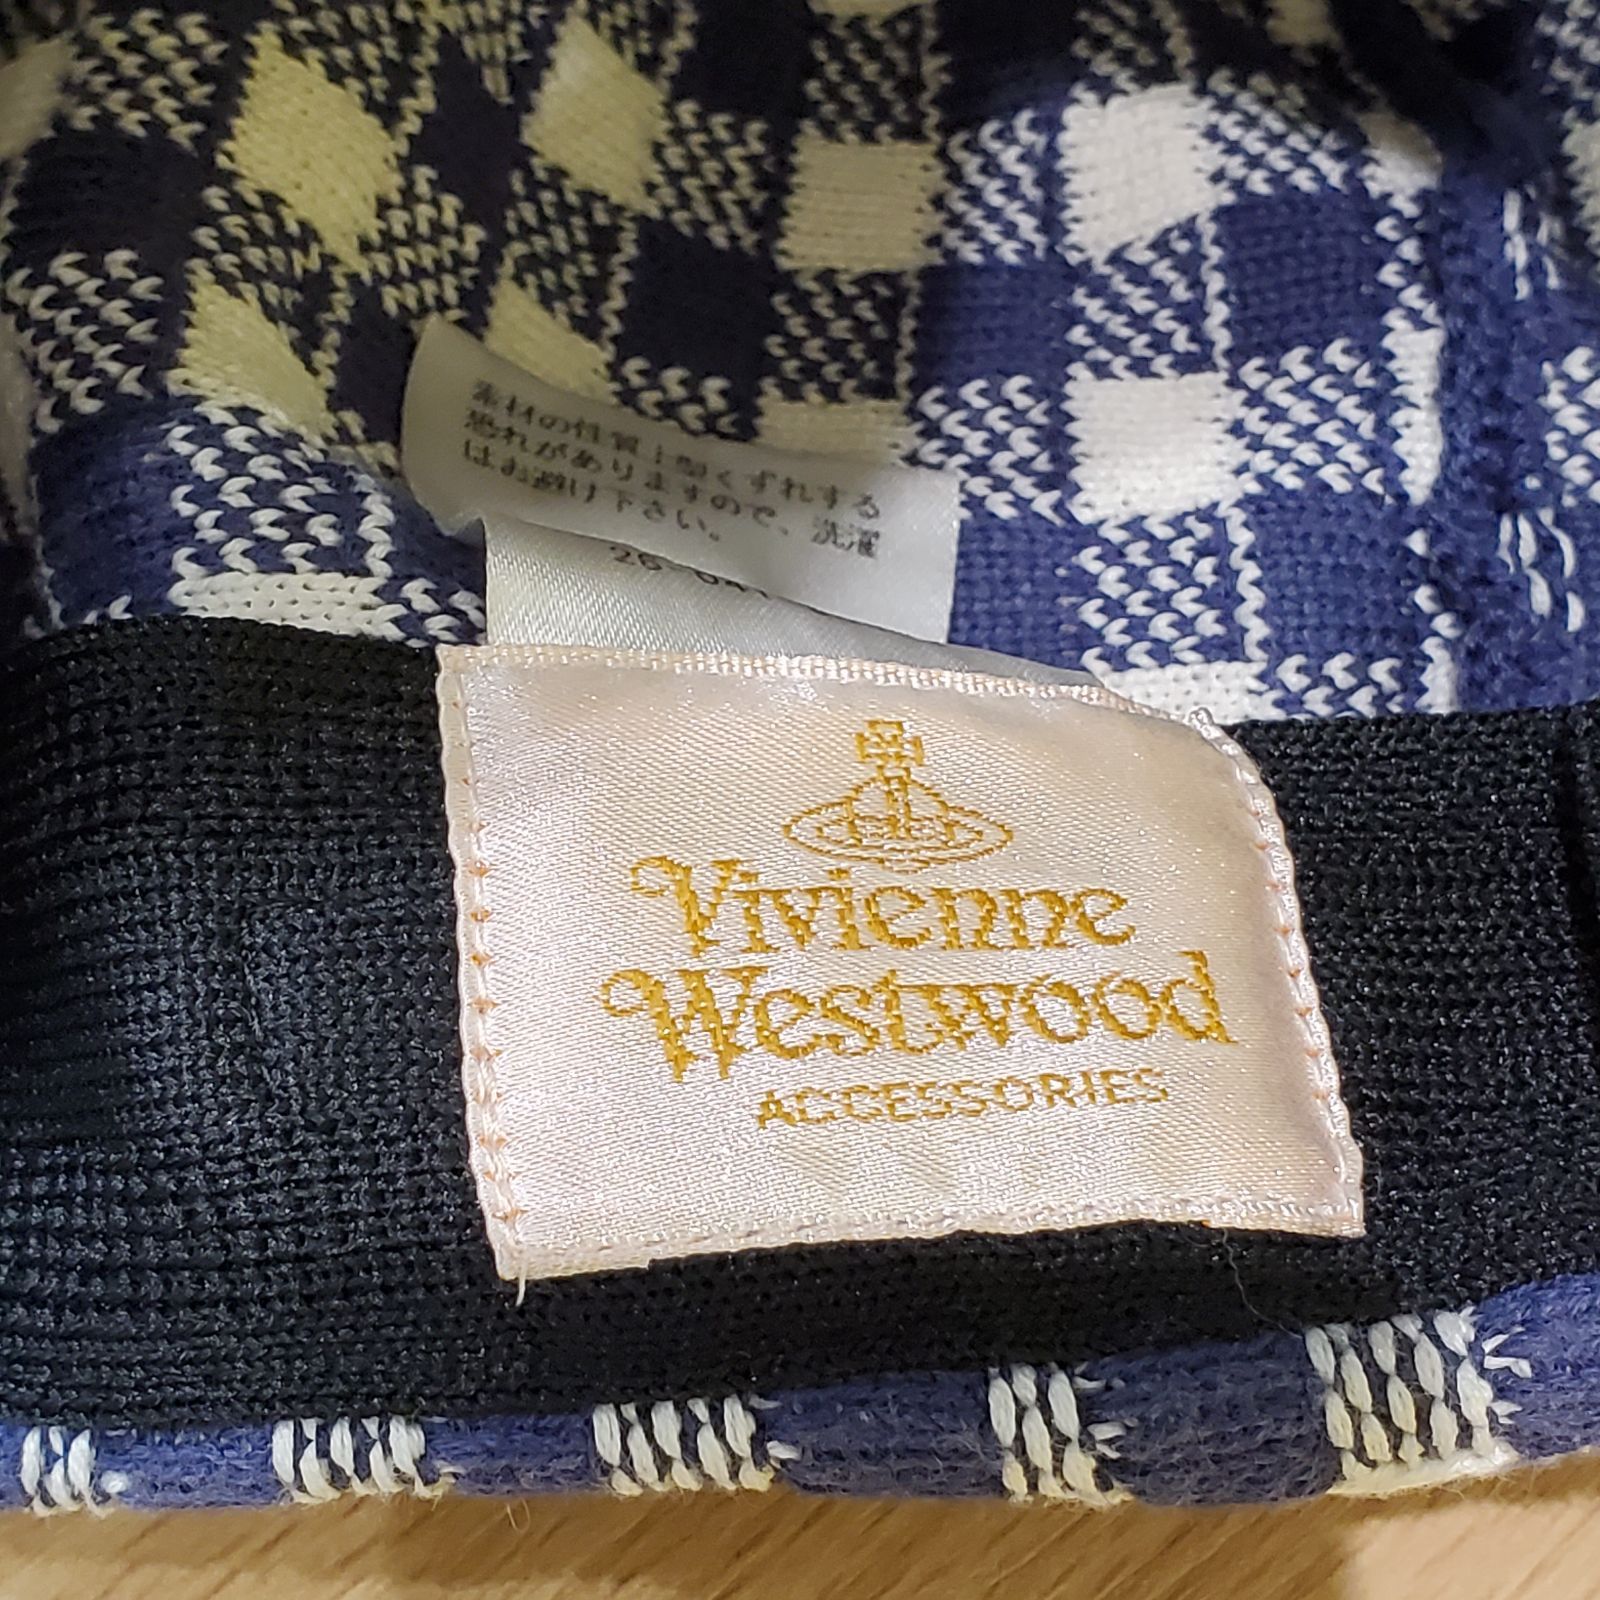 素材の性質上型くずれする
恐れがありますので、洗濯
はお避け下さい。
Vivienne
Westwood
ACCESSORIES